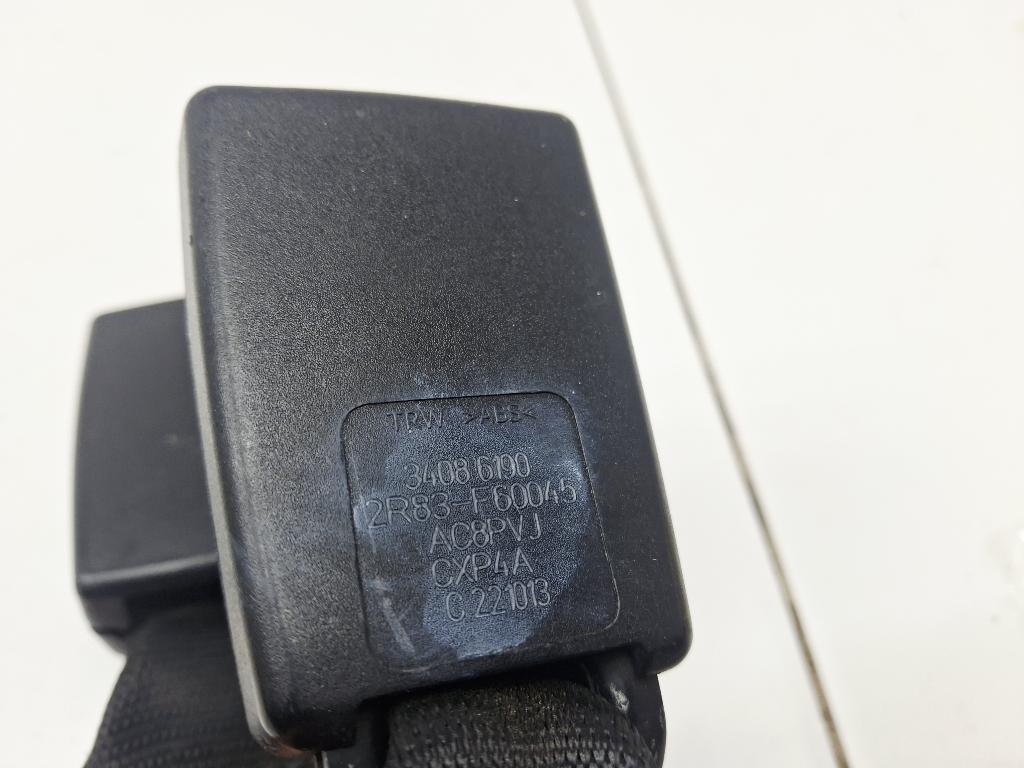 TRW >ABS<
34086190
2R83-F60045
AC8PVJ
CXP4A
C 221013